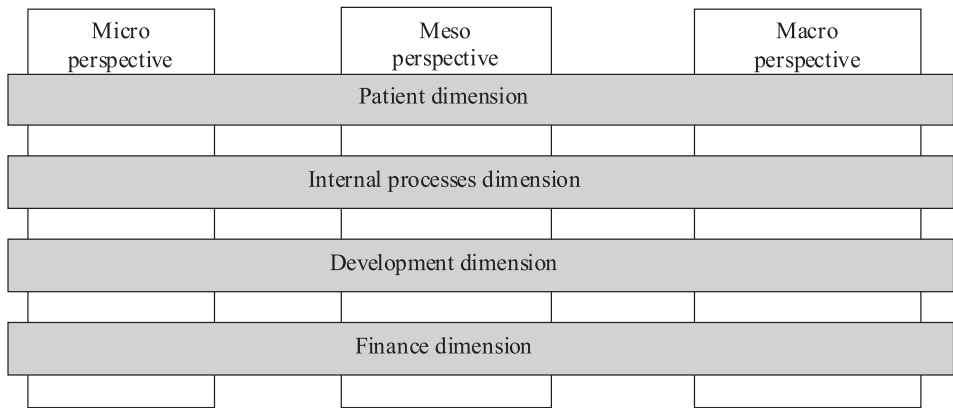 Micro
perspective
Meso
perspective
Macro
perspective
Patient dimension
Internal processes dimension
Development dimension
Finance dimension